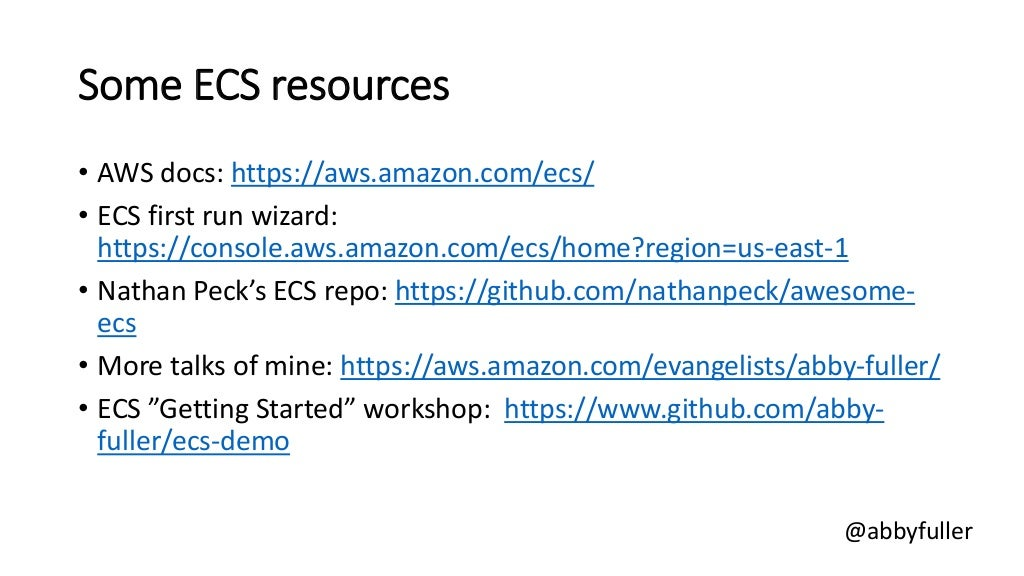 Some ECS resources
• AWS docs: https://aws.amazon.com/ecs/
• ECS first run wizard:
https://console.aws.amazon.com/ecs/home?region=us-east-1
• Nathan Peck’s ECS repo: https://github.com/nathanpeck/awesome-
ecs
• More talks of mine: https://aws.amazon.com/evangelists/abby-fuller/
• ECS ”Getting Started” workshop:  https://www.github.com/abby-
fuller/ecs-demo
@abbyfuller